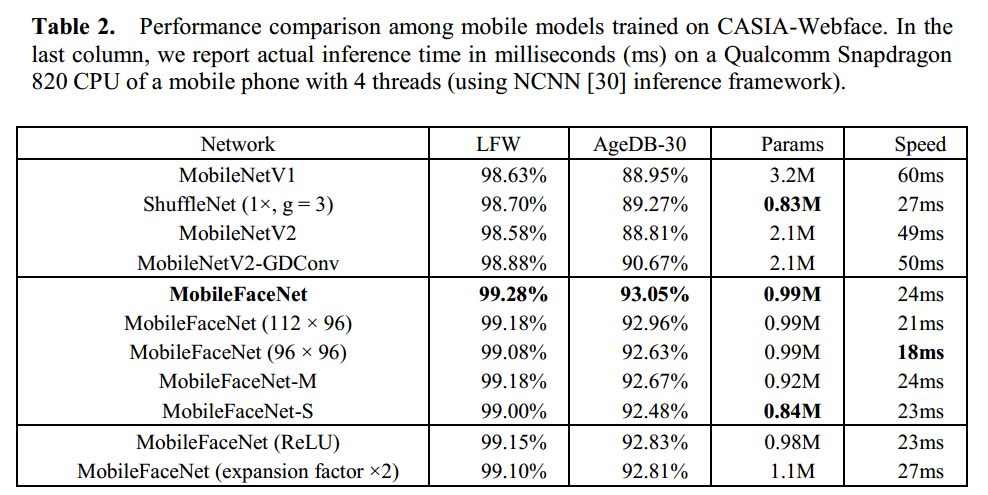 Table 2. Performance comparison among mobile models trained on CASIA-Webface. In the
last column, we report actual inference time in milliseconds (ms) on a Qualcomm Snapdragon
820 CPU of a mobile phone with 4 threads (using NCNN [30] inference framework).
Network LFW AgeDB-30 Params Speed
MobileNetV1 98.63% 88.95% 3.2M 60ms
ShuffleNet (1×, g = 3) 98.70% 89.27% 0.83M 27ms
MobileNetV2 98.58% 88.81% 2.1M 49ms
MobileNetV2-GDConv 98.88% 90.67% 2.1M 50ms
MobileFaceNet 99.28% 93.05% 0.99M 24ms
MobileFaceNet (112 × 96) 99.18% 92.96% 0.99M 21ms
MobileFaceNet (96 × 96) 99.08% 92.63% 0.99M 18ms
MobileFaceNet-M 99.18% 92.67% 0.92M 24ms
MobileFaceNet-S 99.00% 92.48% 0.84M 23ms
MobileFaceNet (ReLU) 99.15% 92.83% 0.98M 23ms
MobileFaceNet (expansion factor ×2) 99.10% 92.81% 1.1M 27ms